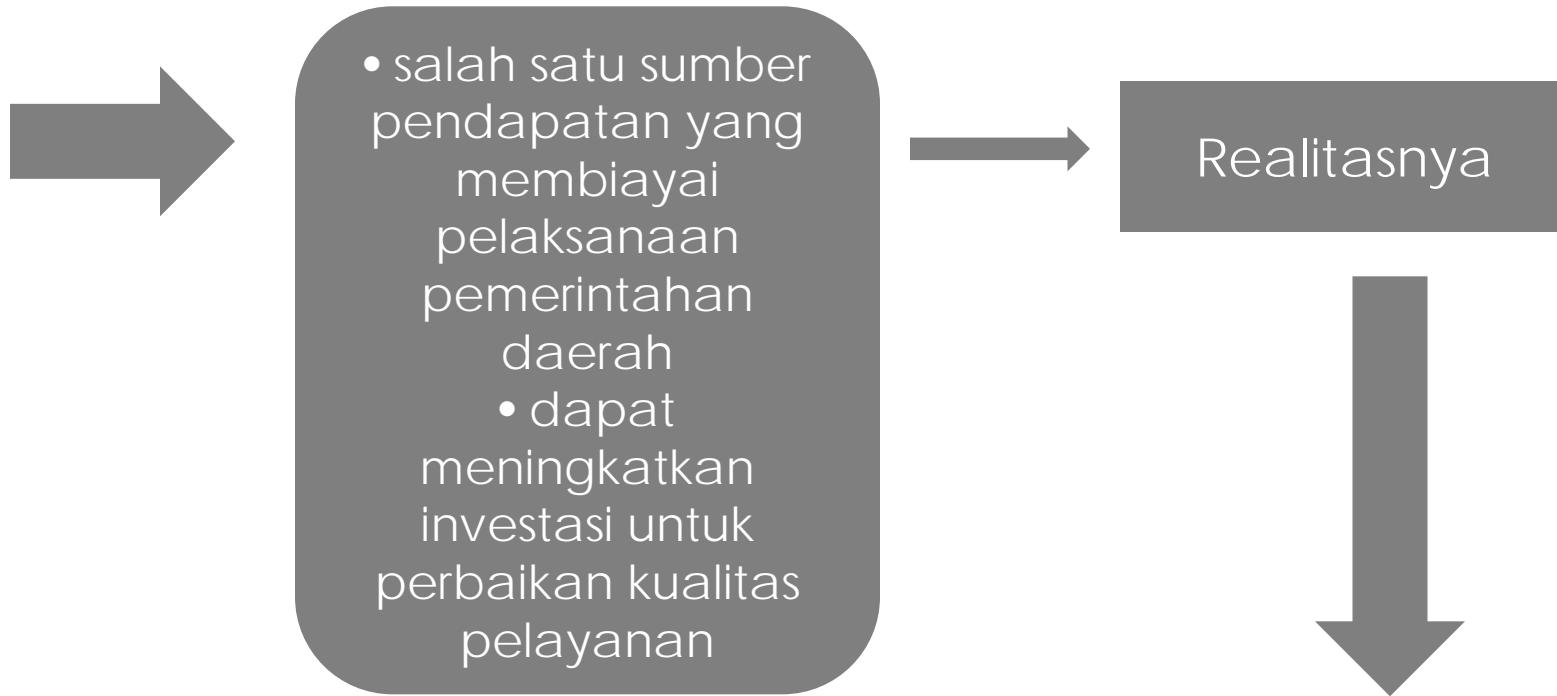 • salah satu sumber
pendapatan yang
membiayai
pelaksanaan
pemerintahan
daerah
• dapat
meningkatkan
investasi untuk
perbaikan kualitas
pelayanan
Realitasnya